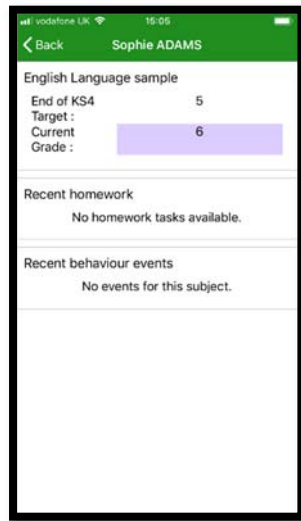 vodafone UK 15:05
Back Sophie ADAMS
English Language sample
End of KS4 5
Target :
Current 6
Grade :
Recent homework
No homework tasks available.
Recent behaviour events
No events for this subject.